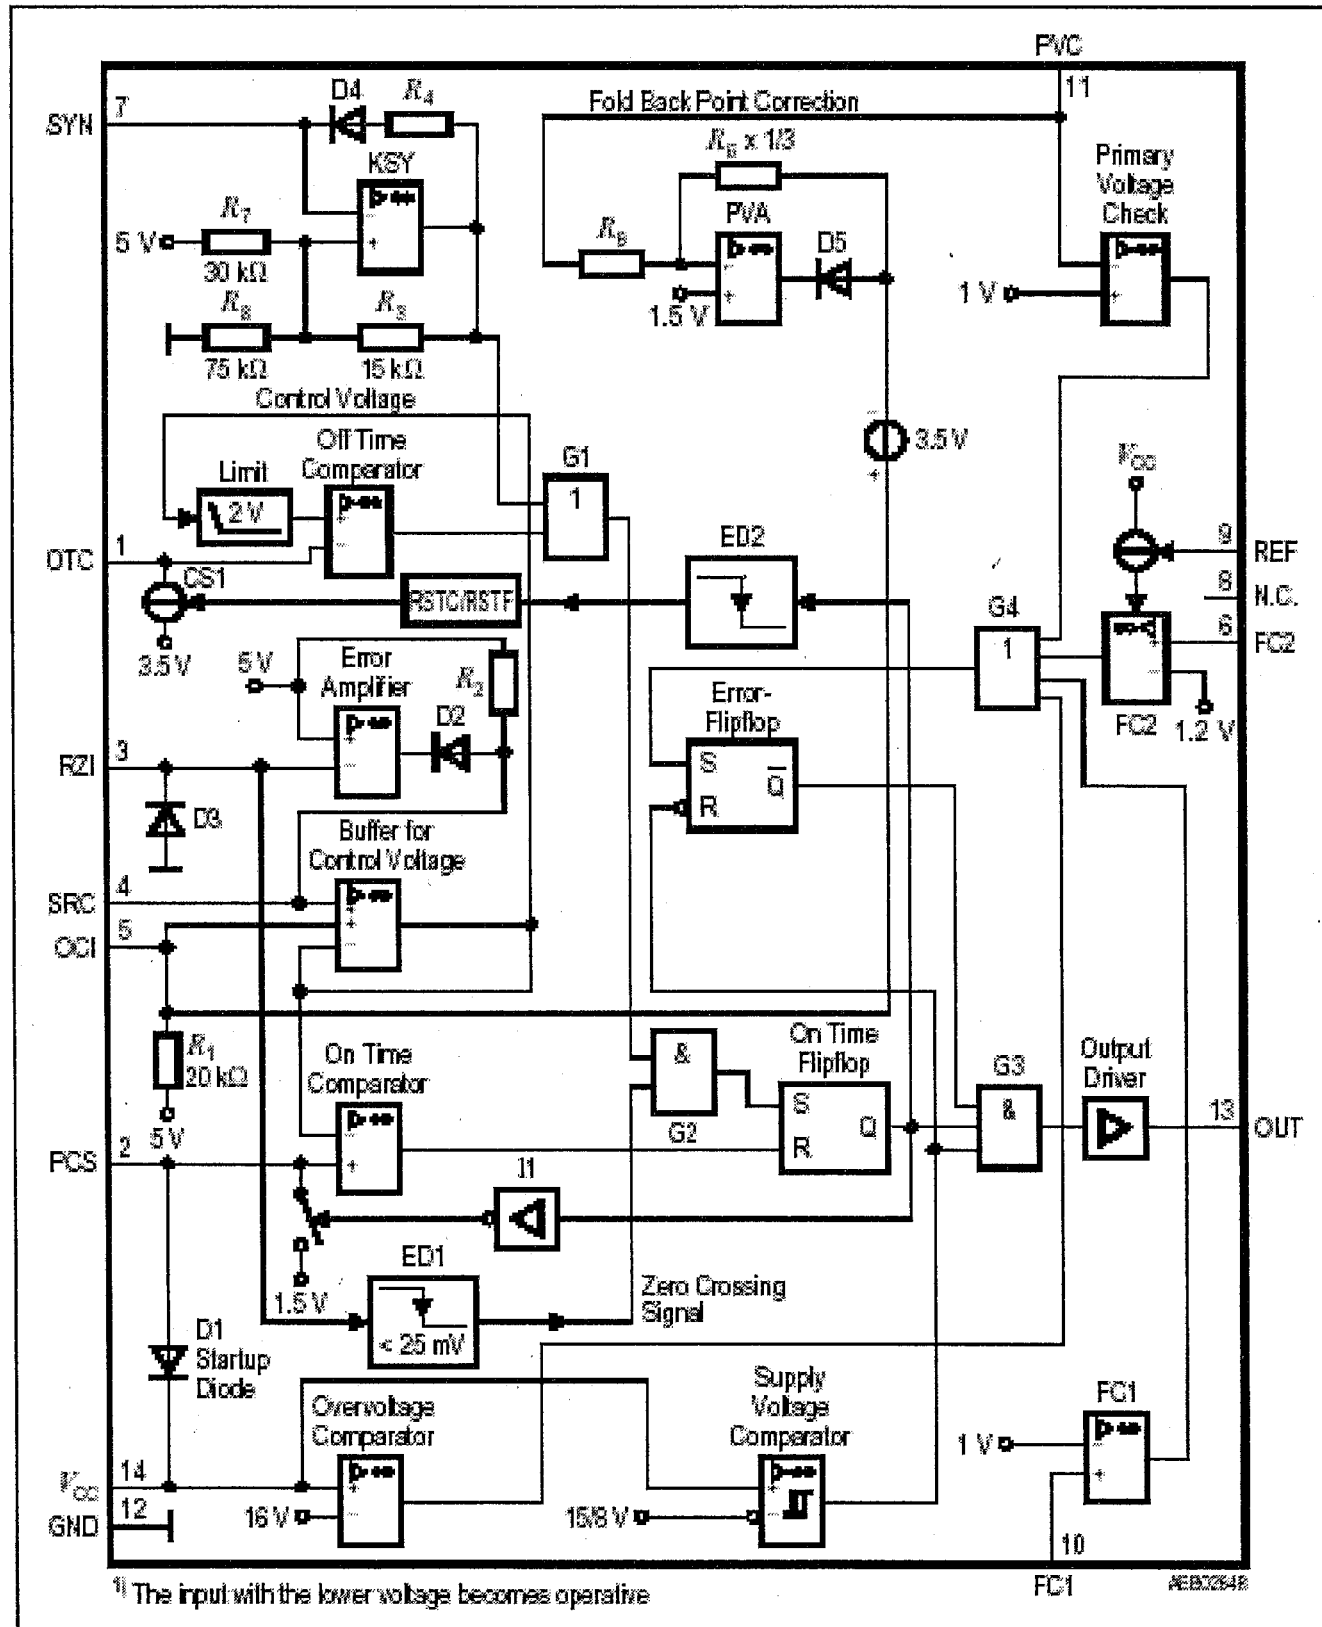 PVC
11
7
D4
R4
Fold Back Point Correction
SYN
KSY
R7
5 V
30 kΩ
R8
R3
75 kΩ
15 kΩ
R9 x 1/3
PVA
R9
D5
1.5 V
Primary
Voltage
Check
1 V
Control Voltage
Off Time
Comparator
Limit
2 V
G1
1
3.5 V
VCC
1
OTC
CS1
RSTC/RSTF
3.5 V
ED2
9
REF
8
N.C.
6
FC2
G4
1
FC2
1.2 V
5 V
Error
Amplifier
R2
D2
3
RZI
D3
Error-
Flipflop
S
R
Q
Buffer for
Control Voltage
4
SRC
5
OCI
R1
20 kΩ
5 V
On Time
Comparator
&
G2
On Time
Flipflop
S
R
Q
G3
&
Output
Driver
13
OUT
2
PCS
I1
1.5 V
ED1
< 25 mV
Zero Crossing
Signal
D1
Startup
Diode
Overvoltage
Comparator
Supply
Voltage
Comparator
FC1
1 V
14
VCC
12
GND
16 V
15/8 V
10
FC1
1) The input with the lower voltage becomes operative